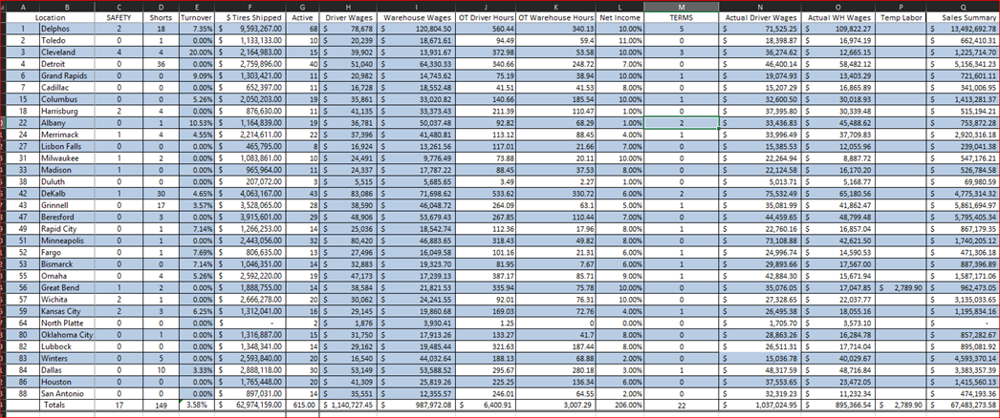 A B C D E F G H I J K L M N O P Q
Location SAFETY Shorts Turnover $ Tires Shipped Active Driver Wages Warehouse Wages OT Driver Hours OT Warehouse Hours Net Income TERMS Actual Driver Wages Actual WH Wages Temp Labor Sales Summary
1 Delphos 2 18 7.35% $ 9,593,267.00 68 $ 78,678 $ 120,804.50 560.44 340.13 10.00% 5 $ 71,525.25 $ 109,822.27 $ 13,492,692.78
2 Toledo 0 1 0.00% $ 1,133,133.00 10 $ 20,239 $ 18,671.61 94.49 59.4 11.00% 0 $ 18,398.87 $ 16,974.19 $ 662,410.31
3 Cleveland 4 4 20.00% $ 2,164,983.00 15 $ 39,902 $ 13,931.67 372.98 53.58 10.00% 3 $ 36,274.62 $ 12,665.15 $ 1,225,714.70
4 Detroit 0 36 0.00% $ 2,759,896.00 40 $ 51,040 $ 64,330.33 340.66 248.72 7.00% 0 $ 46,400.14 $ 58,482.12 $ 5,156,341.23
6 Grand Rapids 0 0 9.09% $ 1,303,421.00 11 $ 20,982 $ 14,743.62 75.19 38.94 10.00% 1 $ 19,074.93 $ 13,403.29 $ 721,601.11
7 Cadillac 0 0 0.00% $ 652,397.00 11 $ 16,728 $ 18,552.48 41.51 41.53 8.00% 0 $ 15,207.29 $ 16,865.89 $ 341,006.95
15 Columbus 0 0 5.26% $ 2,050,203.00 19 $ 35,861 $ 33,020.82 140.66 185.54 10.00% 1 $ 32,600.50 $ 30,018.93 $ 1,413,281.37
18 Harrisburg 2 4 0.00% $ 876,630.00 11 $ 41,135 $ 33,373.43 211.39 110.47 1.00% 0 $ 37,395.80 $ 30,339.48 $ 515,194.21
22 Albany 0 1 10.53% $ 1,164,839.00 19 $ 36,781 $ 50,037.48 92.82 68.29 1.00% 2 $ 33,436.83 $ 45,488.62 $ 753,872.28
24 Merrimack 1 4 4.55% $ 2,214,611.00 22 $ 37,396 $ 41,480.81 113.12 88.45 4.00% 1 $ 33,996.49 $ 37,709.83 $ 2,920,316.18
27 Lisbon Falls 0 0 0.00% $ 465,795.00 8 $ 16,924 $ 13,261.56 117.01 21.66 7.00% 0 $ 15,385.53 $ 12,055.96 $ 239,041.38
31 Milwaukee 1 2 0.00% $ 1,083,861.00 10 $ 24,491 $ 9,776.49 73.88 20.11 10.00% 0 $ 22,264.94 $ 8,887.72 $ 547,176.21
33 Madison 1 0 0.00% $ 965,964.00 11 $ 24,337 $ 17,787.22 88.45 37.53 8.00% 0 $ 22,124.58 $ 16,170.20 $ 526,784.58
38 Duluth 0 0 0.00% $ 207,072.00 3 $ 5,515 $ 5,685.65 3.49 2.27 1.00% 0 $ 5,013.71 $ 5,168.77 $ 69,980.59
42 DeKalb 1 30 4.65% $ 4,063,167.00 43 $ 83,086 $ 71,698.62 533.62 330.72 6.00% 2 $ 75,532.49 $ 65,180.56 $ 4,775,314.32
43 Grinnell 0 17 3.57% $ 3,528,065.00 28 $ 38,590 $ 46,048.72 264.09 63.1 5.00% 1 $ 35,081.99 $ 41,862.47 $ 5,861,694.97
47 Beresford 0 3 0.00% $ 3,915,601.00 29 $ 48,906 $ 53,679.43 267.85 110.44 7.00% 0 $ 44,459.65 $ 48,799.48 $ 5,795,405.34
49 Rapid City 0 1 7.14% $ 1,266,253.00 14 $ 25,036 $ 18,542.74 112.36 17.96 8.00% 1 $ 22,760.16 $ 16,857.04 $ 867,179.35
51 Minneapolis 0 0 0.00% $ 2,443,056.00 32 $ 80,420 $ 46,883.65 318.43 49.82 8.00% 0 $ 73,108.88 $ 42,621.50 $ 1,740,205.12
52 Fargo 0 1 7.69% $ 806,635.00 13 $ 27,496 $ 16,049.58 101.16 21.31 6.00% 1 $ 24,996.74 $ 14,590.53 $ 471,306.18
53 Bismarck 0 0 7.14% $ 1,046,351.00 14 $ 32,883 $ 19,323.70 81.95 7.67 6.00% 1 $ 29,893.66 $ 17,567.00 $ 887,396.89
55 Omaha 0 4 5.26% $ 2,592,220.00 19 $ 47,173 $ 17,239.13 387.17 85.71 9.00% 1 $ 42,884.30 $ 15,671.94 $ 1,587,171.06
56 Great Bend 1 2 0.00% $ 1,888,755.00 14 $ 38,584 $ 21,821.53 335.94 75.78 10.00% 0 $ 35,076.05 $ 17,047.85 $ 2,789.90 $ 962,473.05
57 Wichita 2 1 0.00% $ 2,666,278.00 20 $ 30,062 $ 24,241.55 92.01 76.31 10.00% 0 $ 27,328.65 $ 22,037.77 $ 3,135,033.65
59 Kansas City 2 3 6.25% $ 1,312,041.00 16 $ 29,145 $ 19,860.68 169.03 72.76 4.00% 1 $ 26,495.38 $ 18,055.16 $ 1,195,834.16
64 North Platte 0 0 0.00% $ - 2 $ 1,876 $ 3,930.41 1.25 0 0.00% 0 $ 1,705.70 $ 3,573.10 $ -
80 Oklahoma City 0 1 0.00% $ 1,316,887.00 15 $ 31,750 $ 17,913.26 133.27 41.7 8.00% 0 $ 28,863.26 $ 16,284.78 $ 857,282.67
82 Lubbock 0 0 0.00% $ 1,348,341.00 14 $ 29,162 $ 19,485.44 321.63 187.44 8.00% 0 $ 26,511.31 $ 17,714.04 $ 895,081.92
83 Winters 0 5 0.00% $ 2,593,840.00 20 $ 16,540 $ 44,032.64 188.13 68.88 2.00% 0 $ 15,036.78 $ 40,029.67 $ 4,593,370.14
84 Dallas 0 10 3.33% $ 2,888,118.00 30 $ 53,149 $ 53,588.52 295.67 280.18 3.00% 1 $ 48,317.59 $ 48,716.84 $ 3,383,357.39
86 Houston 0 0 0.00% $ 1,765,448.00 20 $ 41,309 $ 25,819.26 225.25 136.34 6.00% 0 $ 37,553.65 $ 23,472.05 $ 1,415,560.13
88 San Antonio 0 0 0.00% $ 897,031.00 14 $ 35,551 $ 12,355.57 246.01 64.55 2.00% 0 $ 32,319.23 $ 11,232.34 $ 474,193.36
Totals 17 149 3.58% $ 62,974,159.00 615.00 $ 1,140,727.45 $ 987,972.08 $ 6,400.91 3,007.29 206.00% 22 $ 1,037,024.95 $ 895,366.54 $ 2,789.90 $ 67,483,273.58